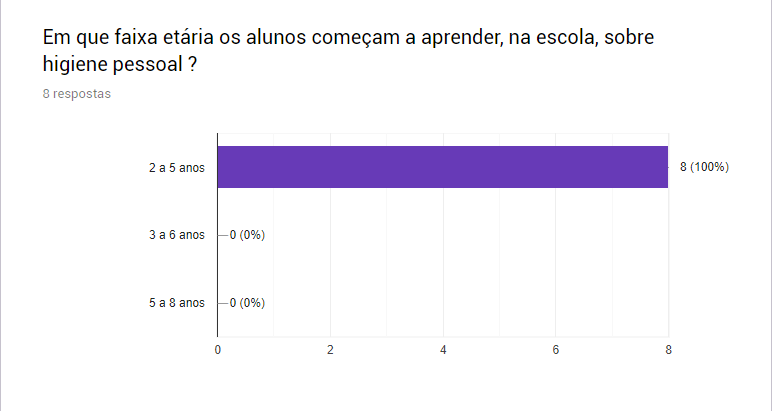 Em que faixa etária os alunos começam a aprender, na escola, sobre
higiene pessoal ?
8 respostas
2 a 5 anos
8 (100%)
3 a 6 anos
0 (0%)
5 a 8 anos
0 (0%)
0 2 4 6 8